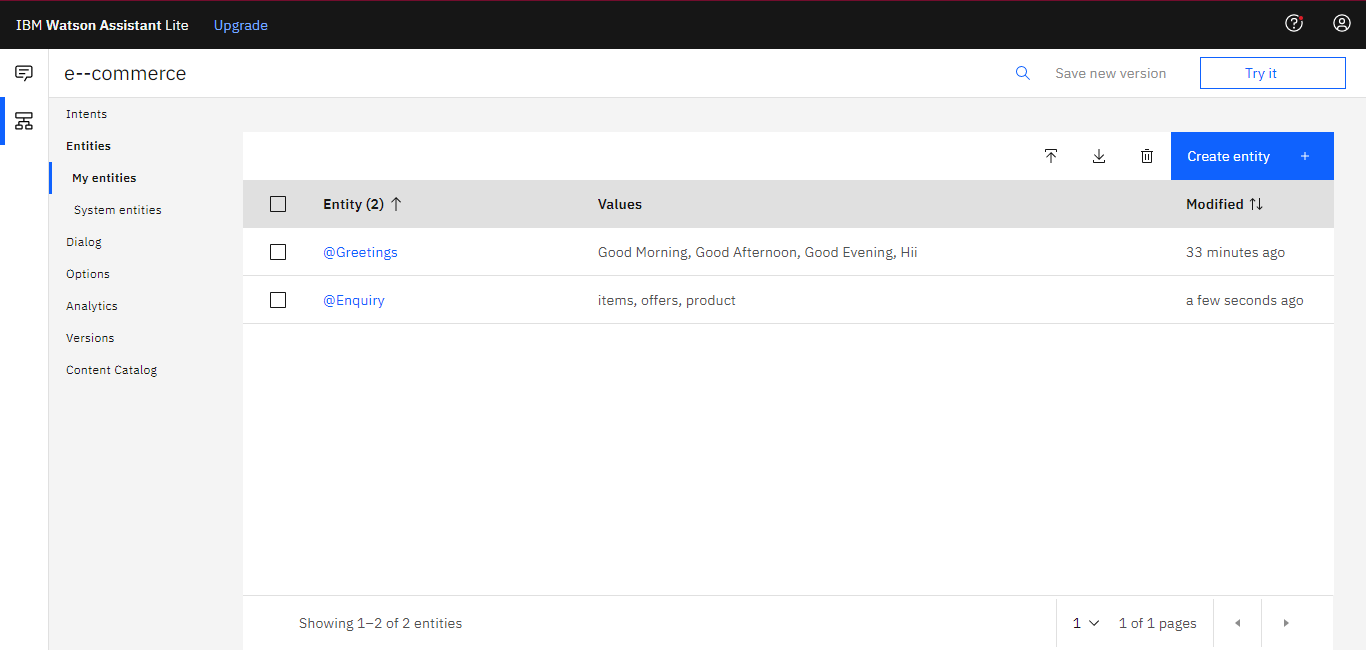 IBM Watson Assistant Lite Upgrade
e--commerce Save new version Try it
Intents
Entities
My entities
System entities
Dialog
Options
Analytics
Versions
Content Catalog
Create entity +
Entity (2) Values Modified
@Greetings Good Morning, Good Afternoon, Good Evening, Hii 33 minutes ago
@Enquiry items, offers, product a few seconds ago
Showing 1–2 of 2 entities 1 1 of 1 pages